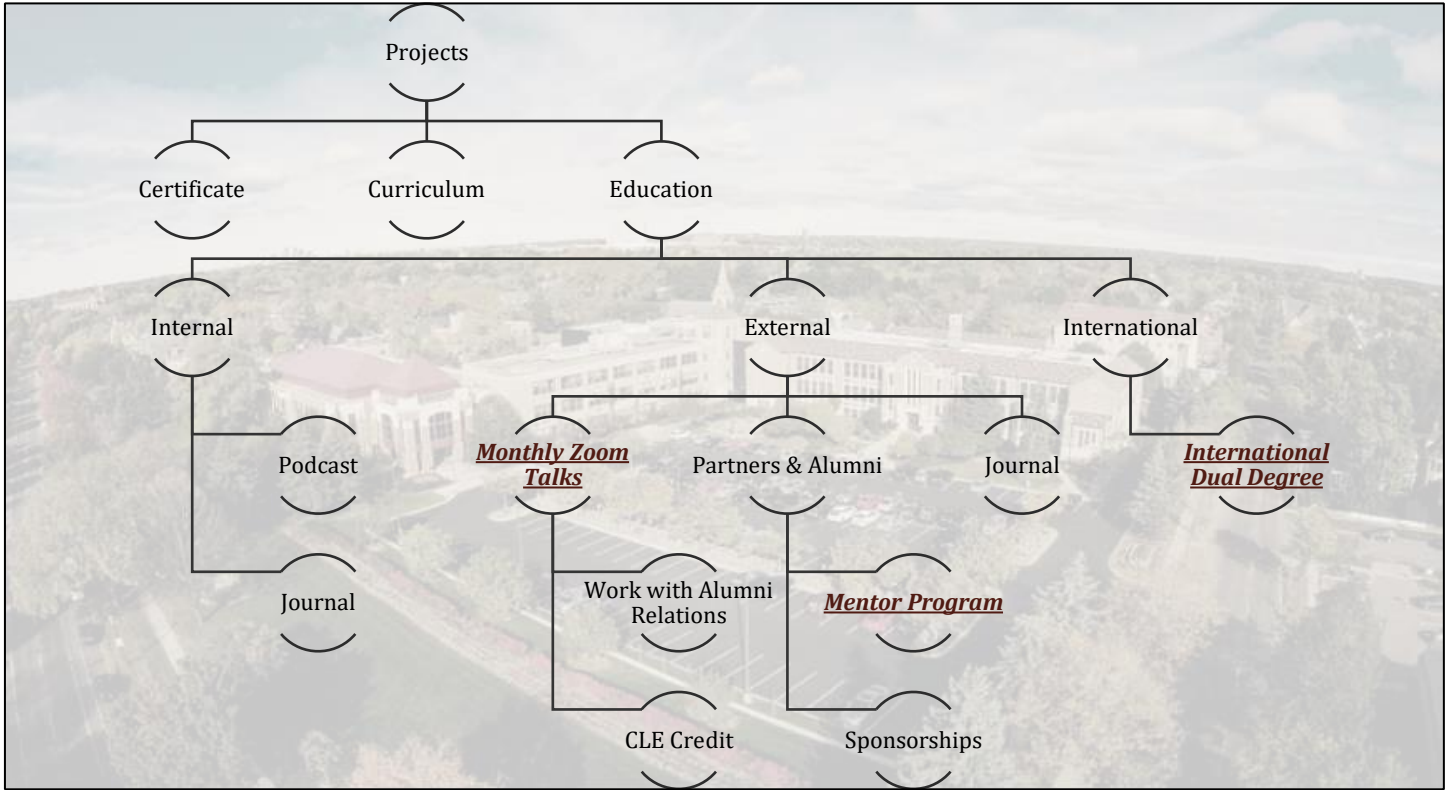 Projects
Certificate
Curriculum
Education
Internal
External
International
Podcast
Monthly Zoom
Talks
Partners & Alumni
Journal
International
Dual Degree
Journal
Work with Alumni
Relations
Mentor Program
CLE Credit
Sponsorships